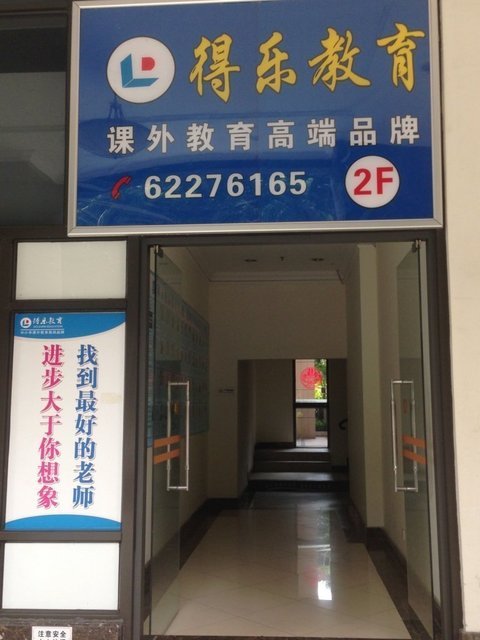 得乐教育
课外教育高端品牌
62276165 2F
得乐教育
找到最好的老师
进步大于你想象
注意安全